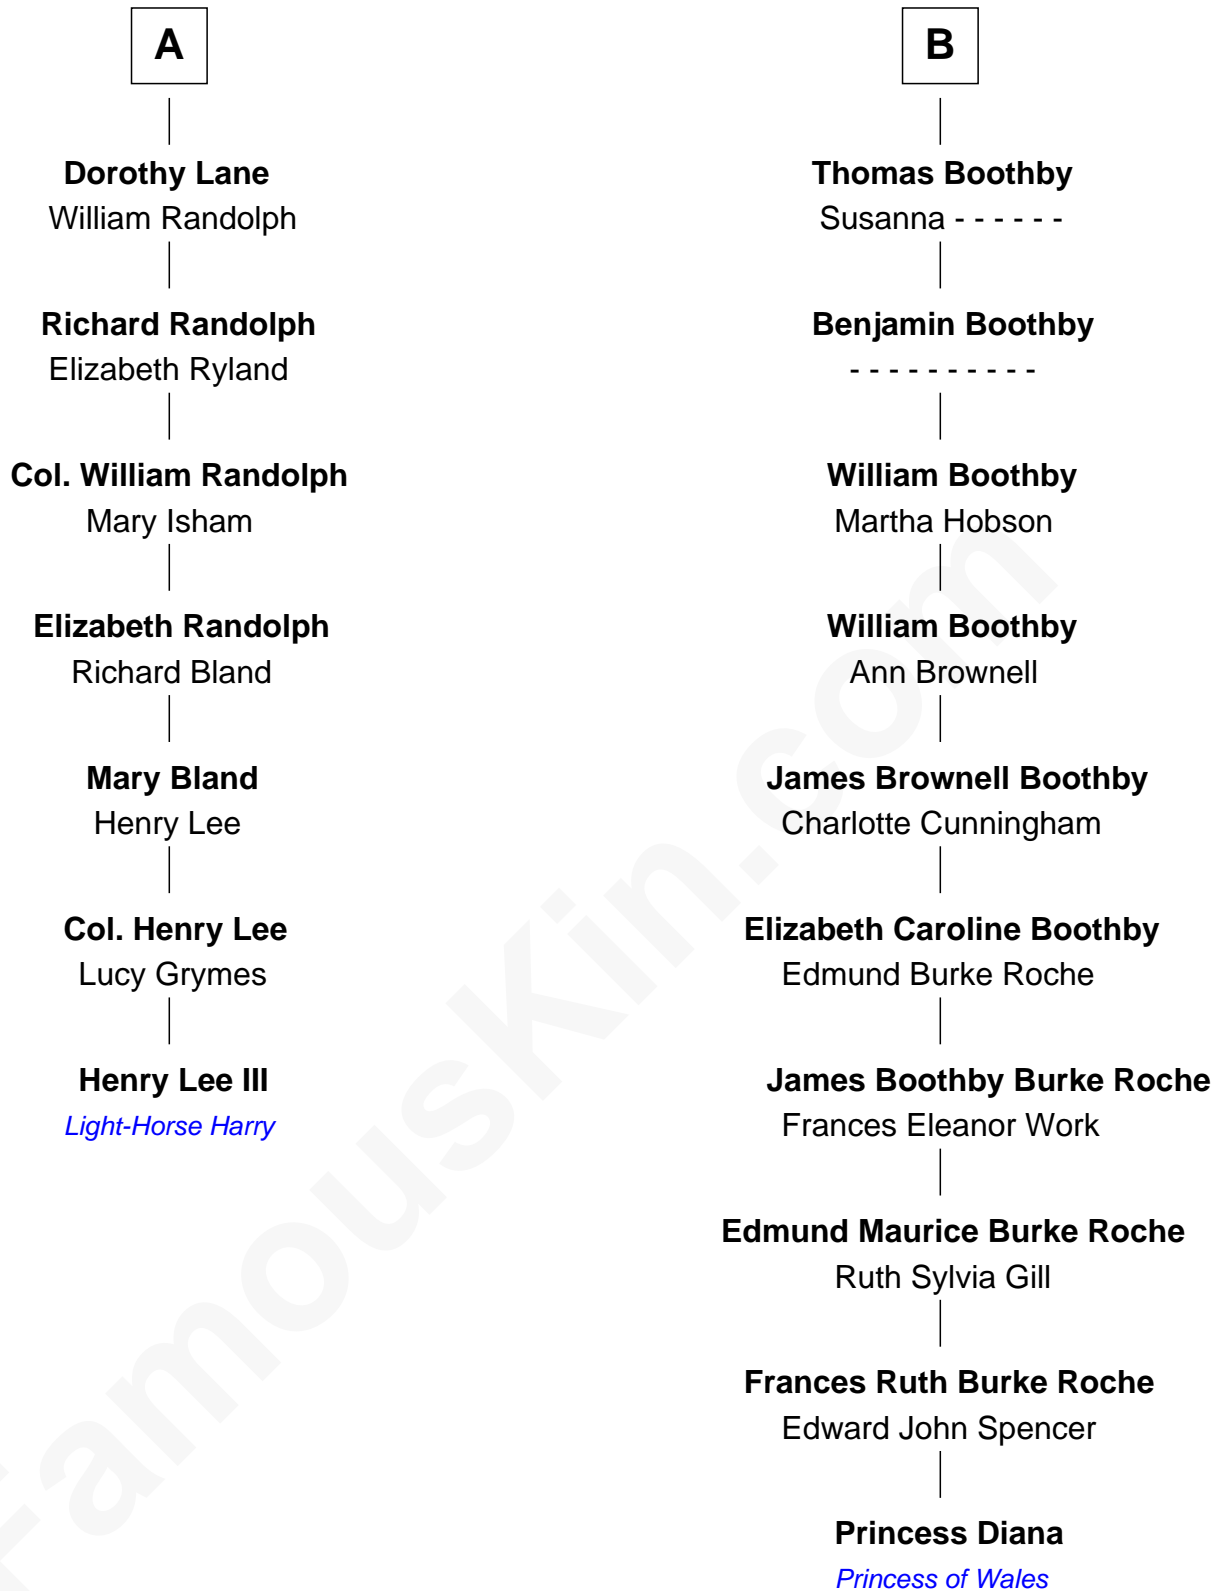 A
Dorothy Lane
William Randolph
Richard Randolph
Elizabeth Ryland
Col. William Randolph
Mary Isham
Elizabeth Randolph
Richard Bland
Mary Bland
Henry Lee
Col. Henry Lee
Lucy Grymes
Henry Lee III
Light-Horse Harry
B
Thomas Boothby
Susanna - - - - - -
Benjamin Boothby
- - - - - - - - - -
William Boothby
Martha Hobson
William Boothby
Ann Brownell
James Brownell Boothby
Charlotte Cunningham
Elizabeth Caroline Boothby
Edmund Burke Roche
James Boothby Burke Roche
Frances Eleanor Work
Edmund Maurice Burke Roche
Ruth Sylvia Gill
Frances Ruth Burke Roche
Edward John Spencer
Princess Diana
Princess of Wales
FamousKin.com